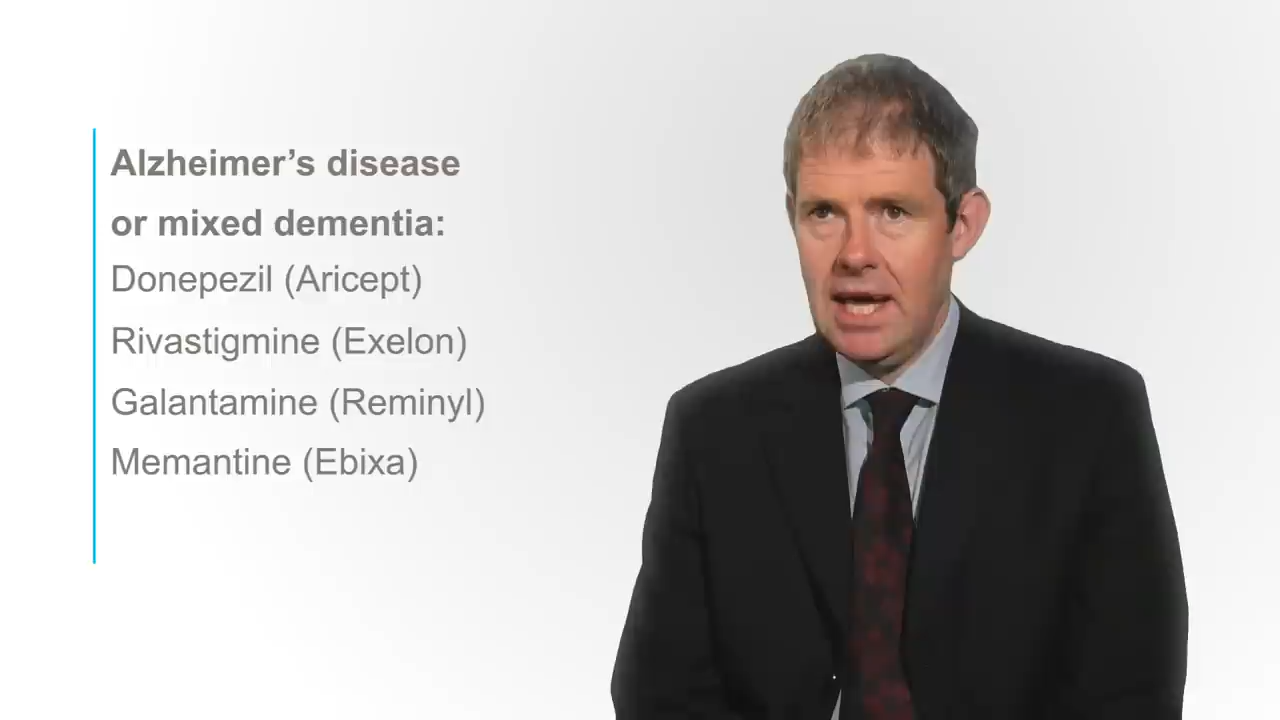 Alzheimer’s disease
or mixed dementia:
Donepezil (Aricept)
Rivastigmine (Exelon)
Galantamine (Reminyl)
Memantine (Ebixa)